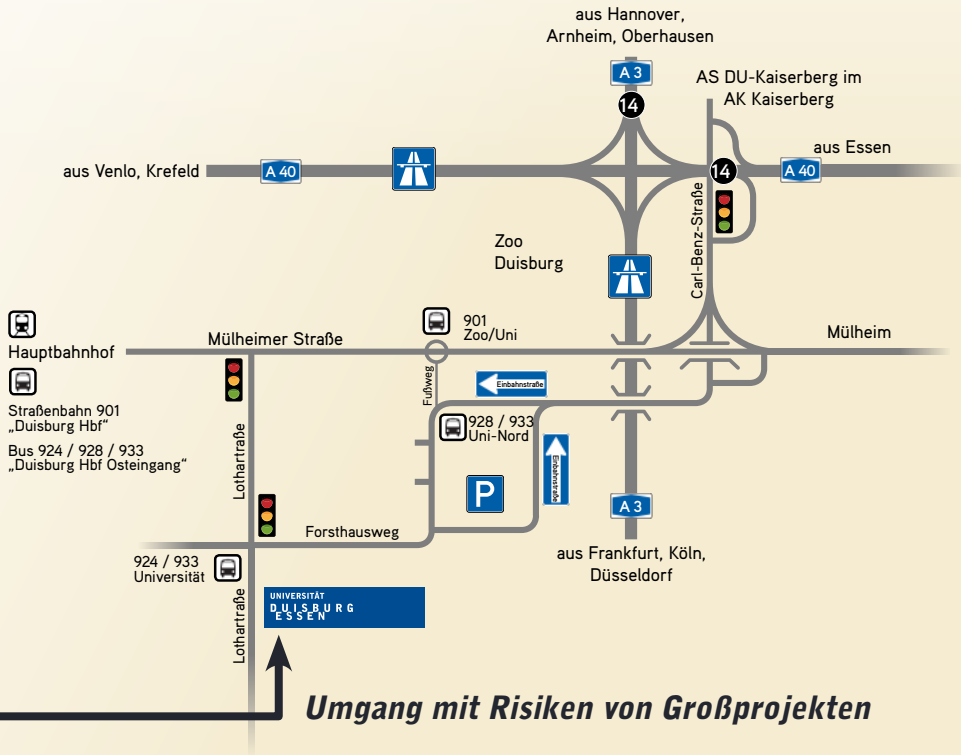 aus Hannover,
Arnheim, Oberhausen
A 3
14
AS DU-Kaiserberg im
AK Kaiserberg
aus Venlo, Krefeld
A 40
14
A 40
aus Essen
Carl-Benz-Straße
Zoo
Duisburg
Hauptbahnhof
Mülheimer Straße
901
Zoo/Uni
Mülheim
Straßenbahn 901
„Duisburg Hbf“
Bus 924 / 928 / 933
„Duisburg Hbf Osteingang“
Fußweg
Einbahnstraße
928 / 933
Uni-Nord
Einbahnstraße
P
Lothartraße
Forsthausweg
A 3
aus Frankfurt, Köln,
Düsseldorf
924 / 933
Universität
Lothartraße
UNIVERSITÄT
DUISBURG
ESSEN
Umgang mit Risiken von Großprojekten